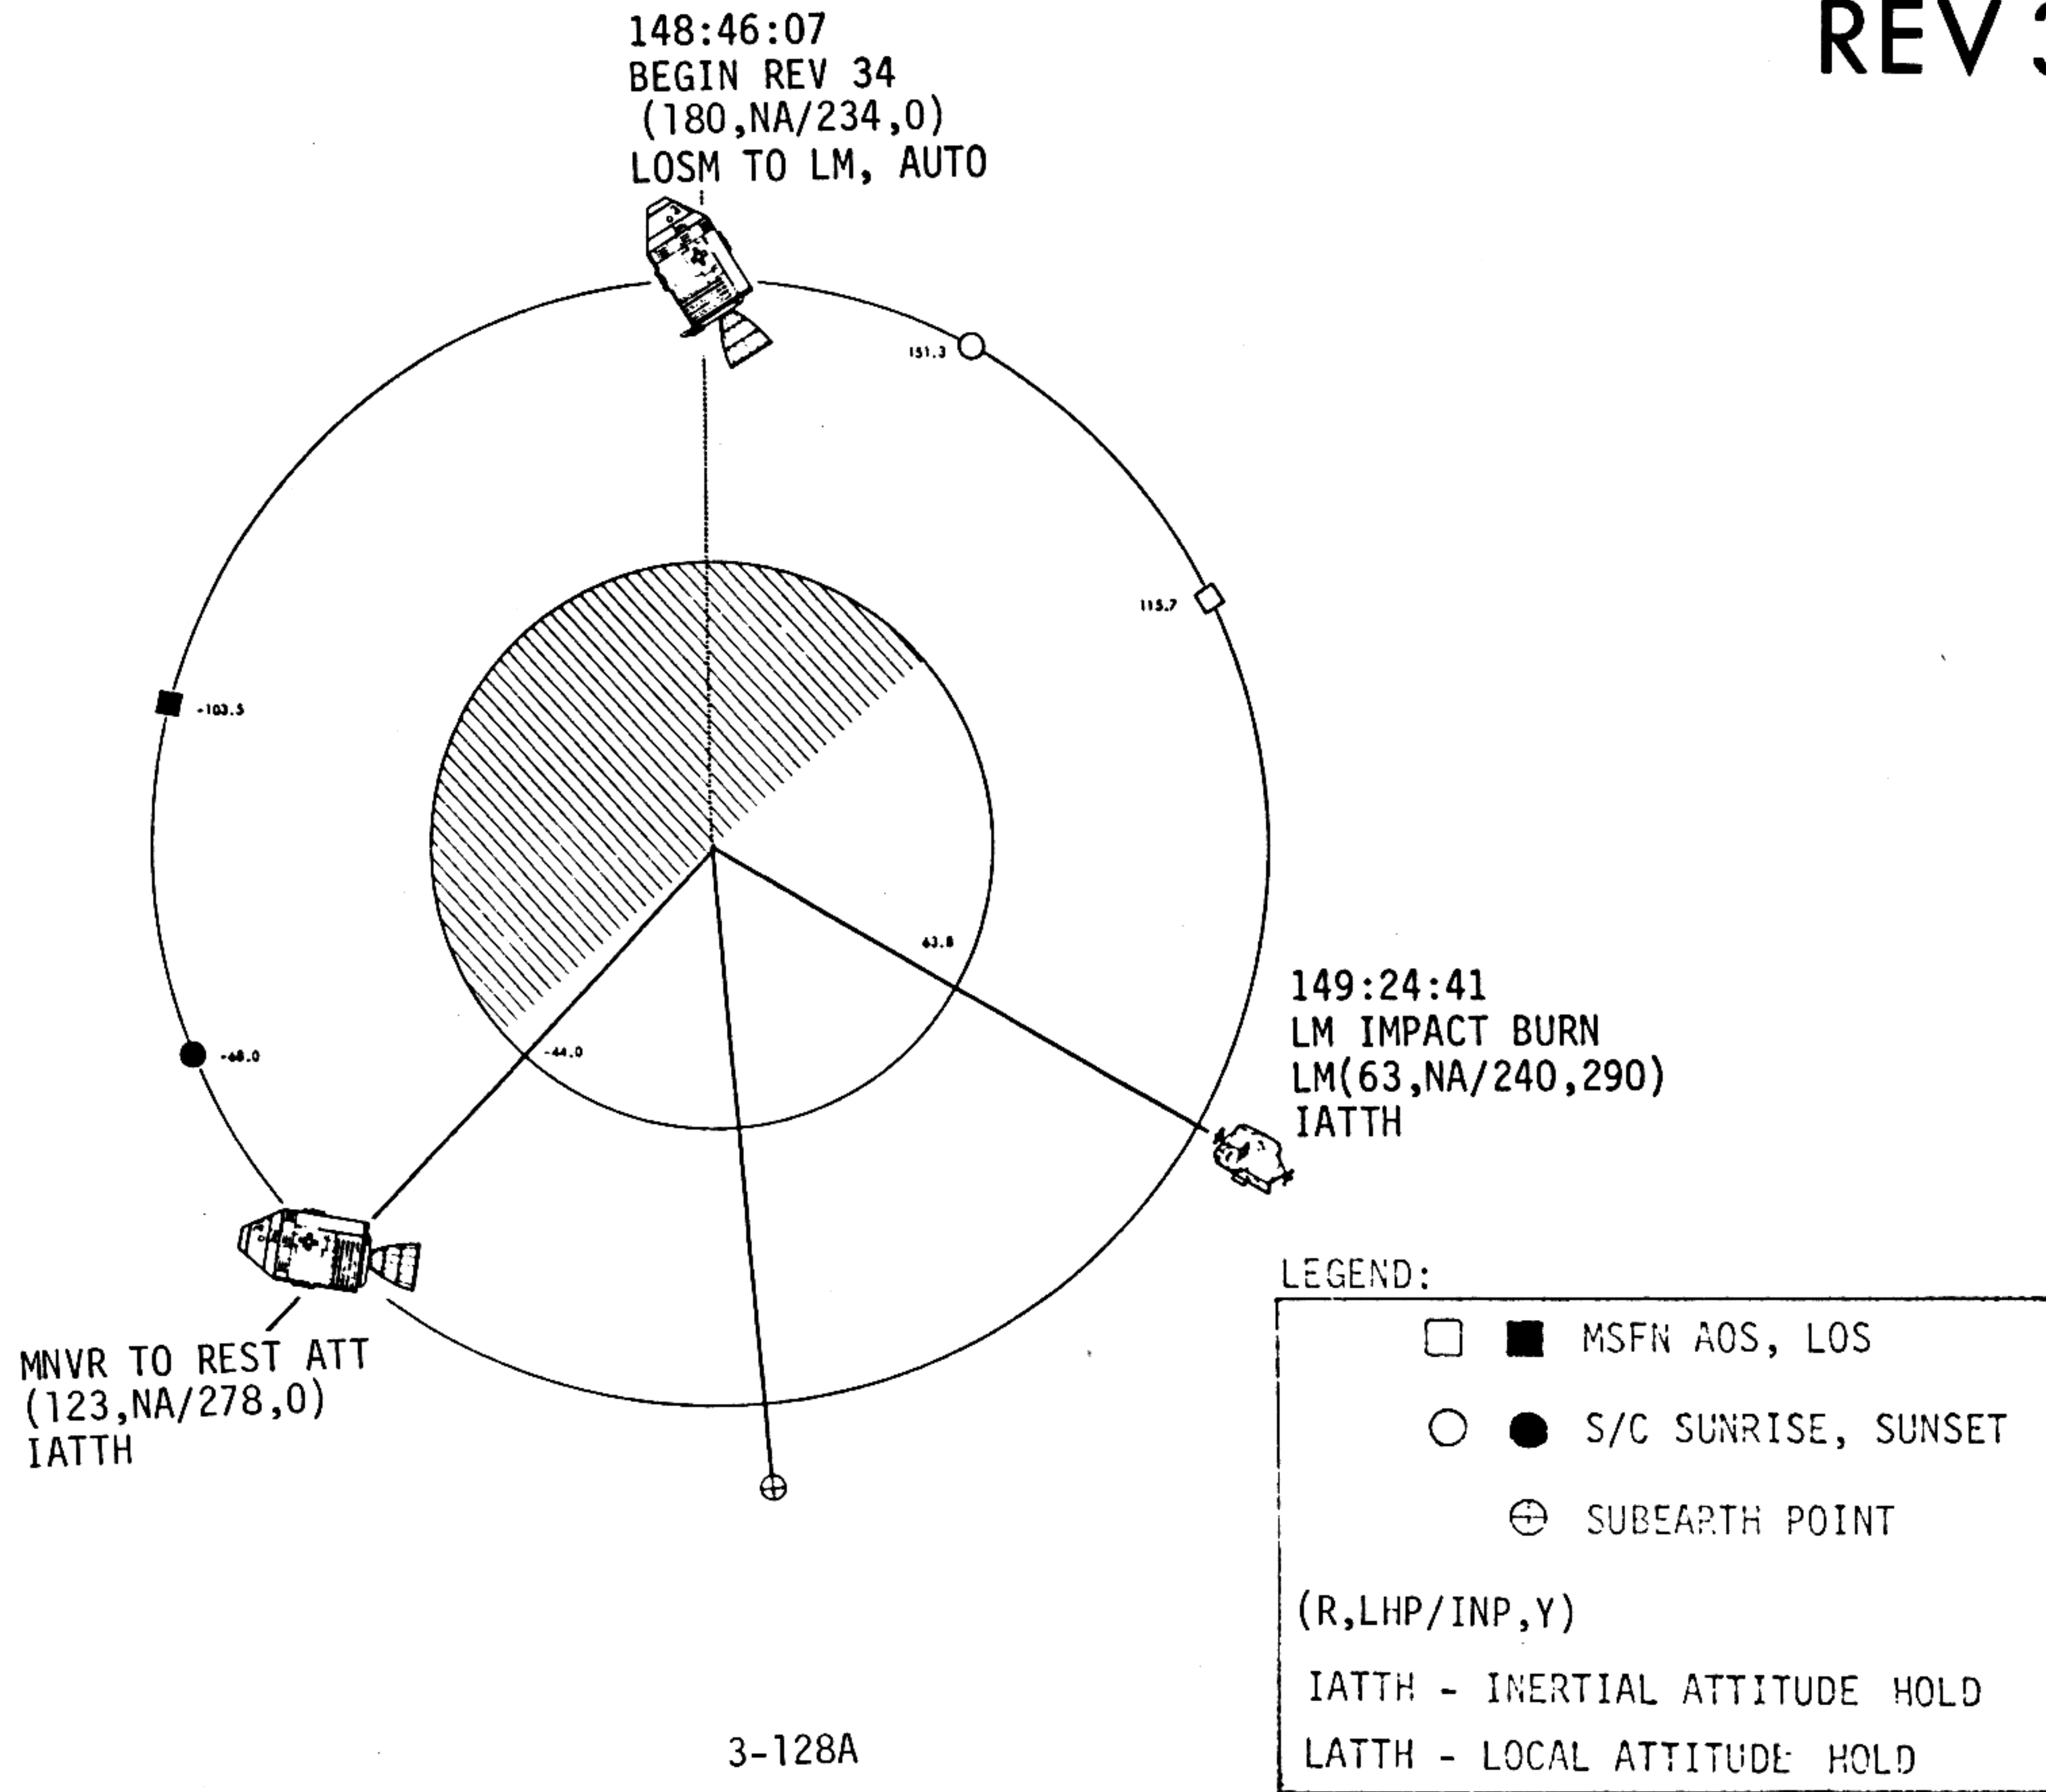 REV 3
148:46:07
BEGIN REV 34
(180,NA/234,0)
LOSM TO LM, AUTO
151.3
115.7
-103.5
63.8
-68.0
-44.0
149:24:41
LM IMPACT BURN
LM(63,NA/240,290)
IATTH
MNVR TO REST ATT
(123,NA/278,0)
IATTH
LEGEND:
MSFN AOS, LOS
S/C SUNRISE, SUNSET
SUBEARTH POINT
(R,LHP/INP,Y)
IATTH - INERTIAL ATTITUDE HOLD
LATTH - LOCAL ATTITUDE HOLD
3-128A